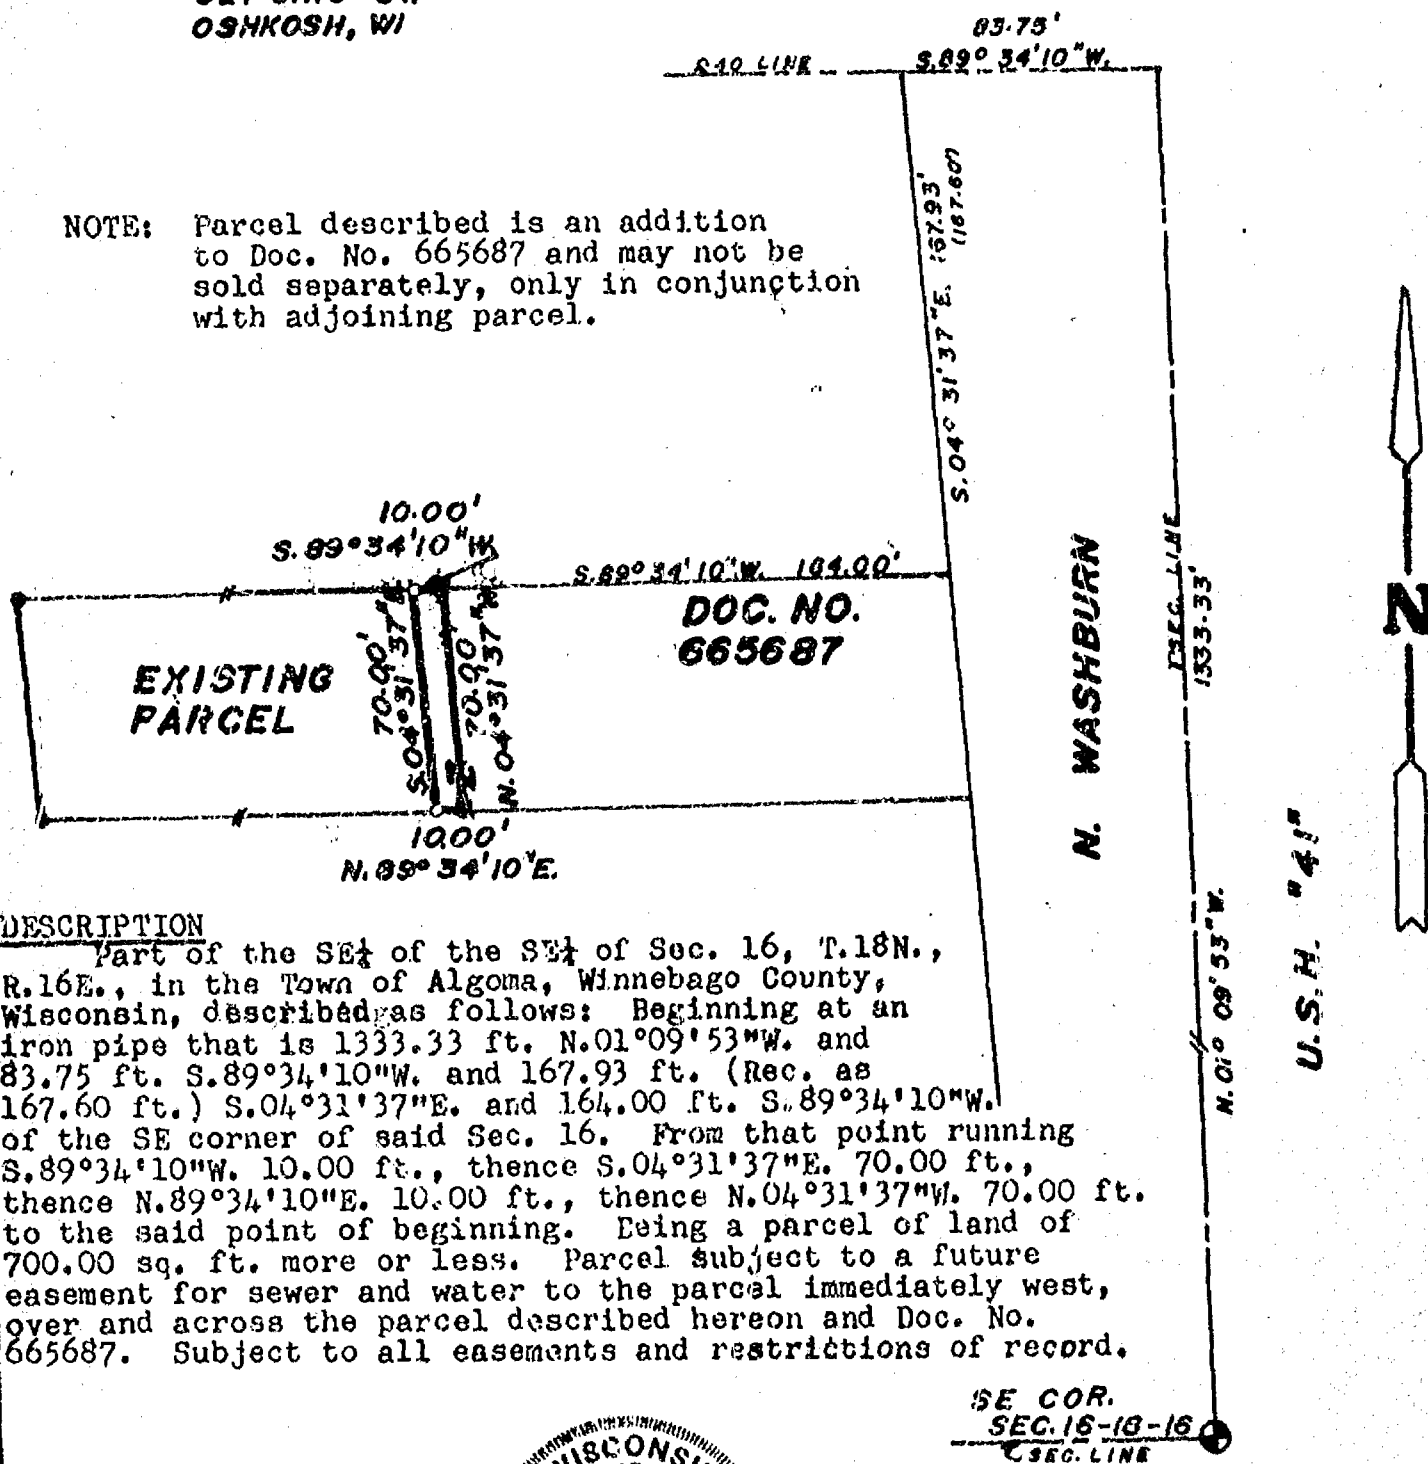 OSHKOSH, WI
83.75'
S.89° 34'10"W.
S40 LINE
167.93'
(167.60')
S.04° 31'37"E.
NOTE: Parcel described is an addition
to Doc. No. 665687 and may not be
sold separately, only in conjunction
with adjoining parcel.
10.00'
S.89°34'10"W.
S.89°34'10"W. 164.00'
DOC. NO.
665687
EXISTING
PARCEL
70.00'
S.04°31'37"E.
70.00'
N.04°31'37"W.
10.00'
N.89°34'10"E.
N. WASHBURN
SEC. LINE
1333.33'
N.01° 09'53"W.
U.S.H. "41"
N
DESCRIPTION
Part of the SE¼ of the SE¼ of Sec. 16, T.18N.,
R.16E., in the Town of Algoma, Winnebago County,
Wisconsin, described as follows: Beginning at an
iron pipe that is 1333.33 ft. N.01°09'53"W. and
83.75 ft. S.89°34'10"W. and 167.93 ft. (Rec. as
167.60 ft.) S.04°31'37"E. and 164.00 ft. S.89°34'10"W.
of the SE corner of said Sec. 16. From that point running
S.89°34'10"W. 10.00 ft., thence S.04°31'37"E. 70.00 ft.,
thence N.89°34'10"E. 10.00 ft., thence N.04°31'37"W. 70.00 ft.
to the said point of beginning. Being a parcel of land of
700.00 sq. ft. more or less. Parcel subject to a future
easement for sewer and water to the parcel immediately west,
over and across the parcel described hereon and Doc. No.
665687. Subject to all easements and restrictions of record.
SE COR.
SEC. 16-18-16
SEC. LINE
WISCONSI